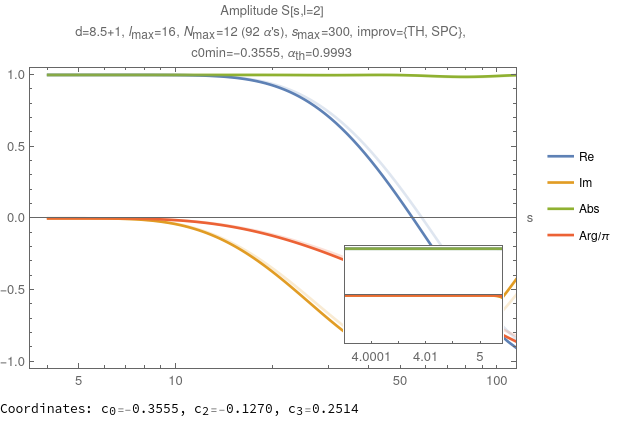 Amplitude S[s,l=2]
d=8.5+1, lmax=16, Nmax=12 (92 α's), smax=300, improv={TH, SPC},
c0min=-0.3555, αth=0.9993
1.0
0.5
0.0
-0.5
-1.0
5
10
50
100
s
Re
Im
Abs
Arg/π
4.0001
4.01
5
Coordinates: c0=-0.3555, c2=-0.1270, c3=0.2514